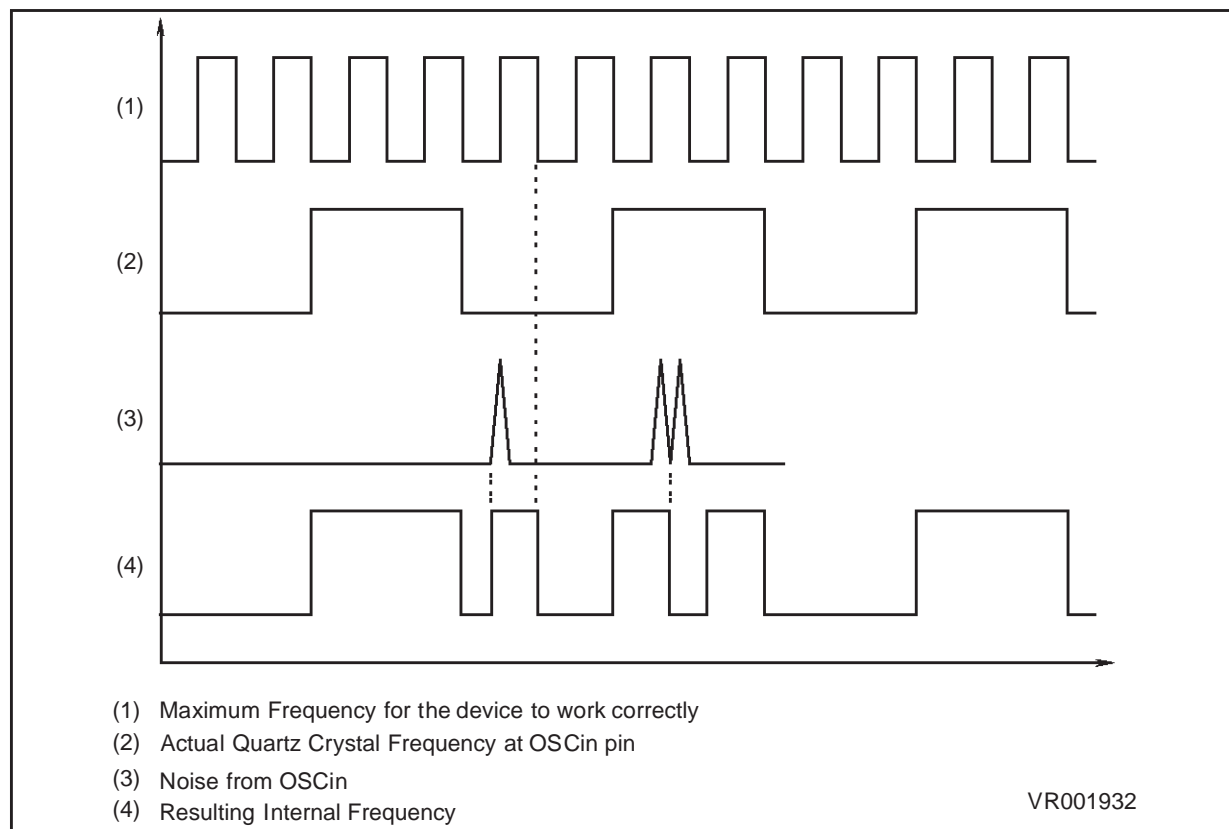 (1)
(2)
(3)
(4)
(1) Maximum Frequency for the device to work correctly
(2) Actual Quartz Crystal Frequency at OSCin pin
(3) Noise from OSCin
(4) Resulting Internal Frequency
VR001932